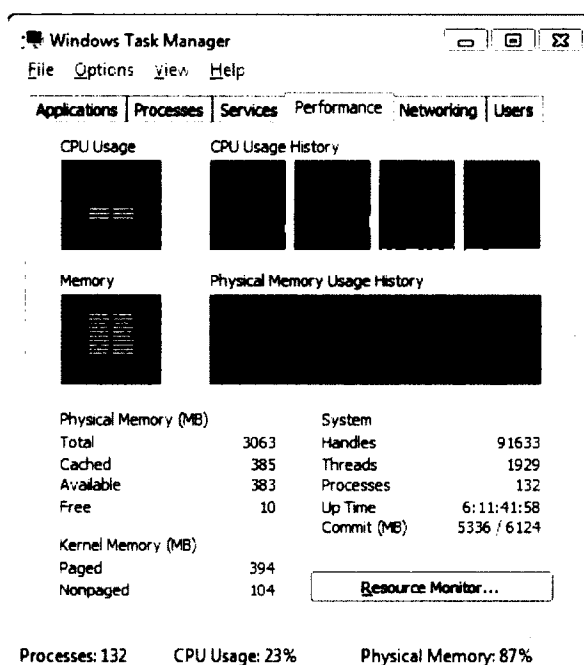 Windows Task Manager
File Options View Help
Applications Processes Services Performance Networking Users
CPU Usage CPU Usage History
Memory Physical Memory Usage History
Physical Memory (MB) System
Total 3063 Handles 91633
Cached 385 Threads 1929
Available 383 Processes 132
Free 10 Up Time 6:11:41:58
Commit (MB) 5336 / 6124
Kernel Memory (MB)
Paged 394
Nonpaged 104 Resource Monitor...
Processes: 132 CPU Usage: 23% Physical Memory: 87%